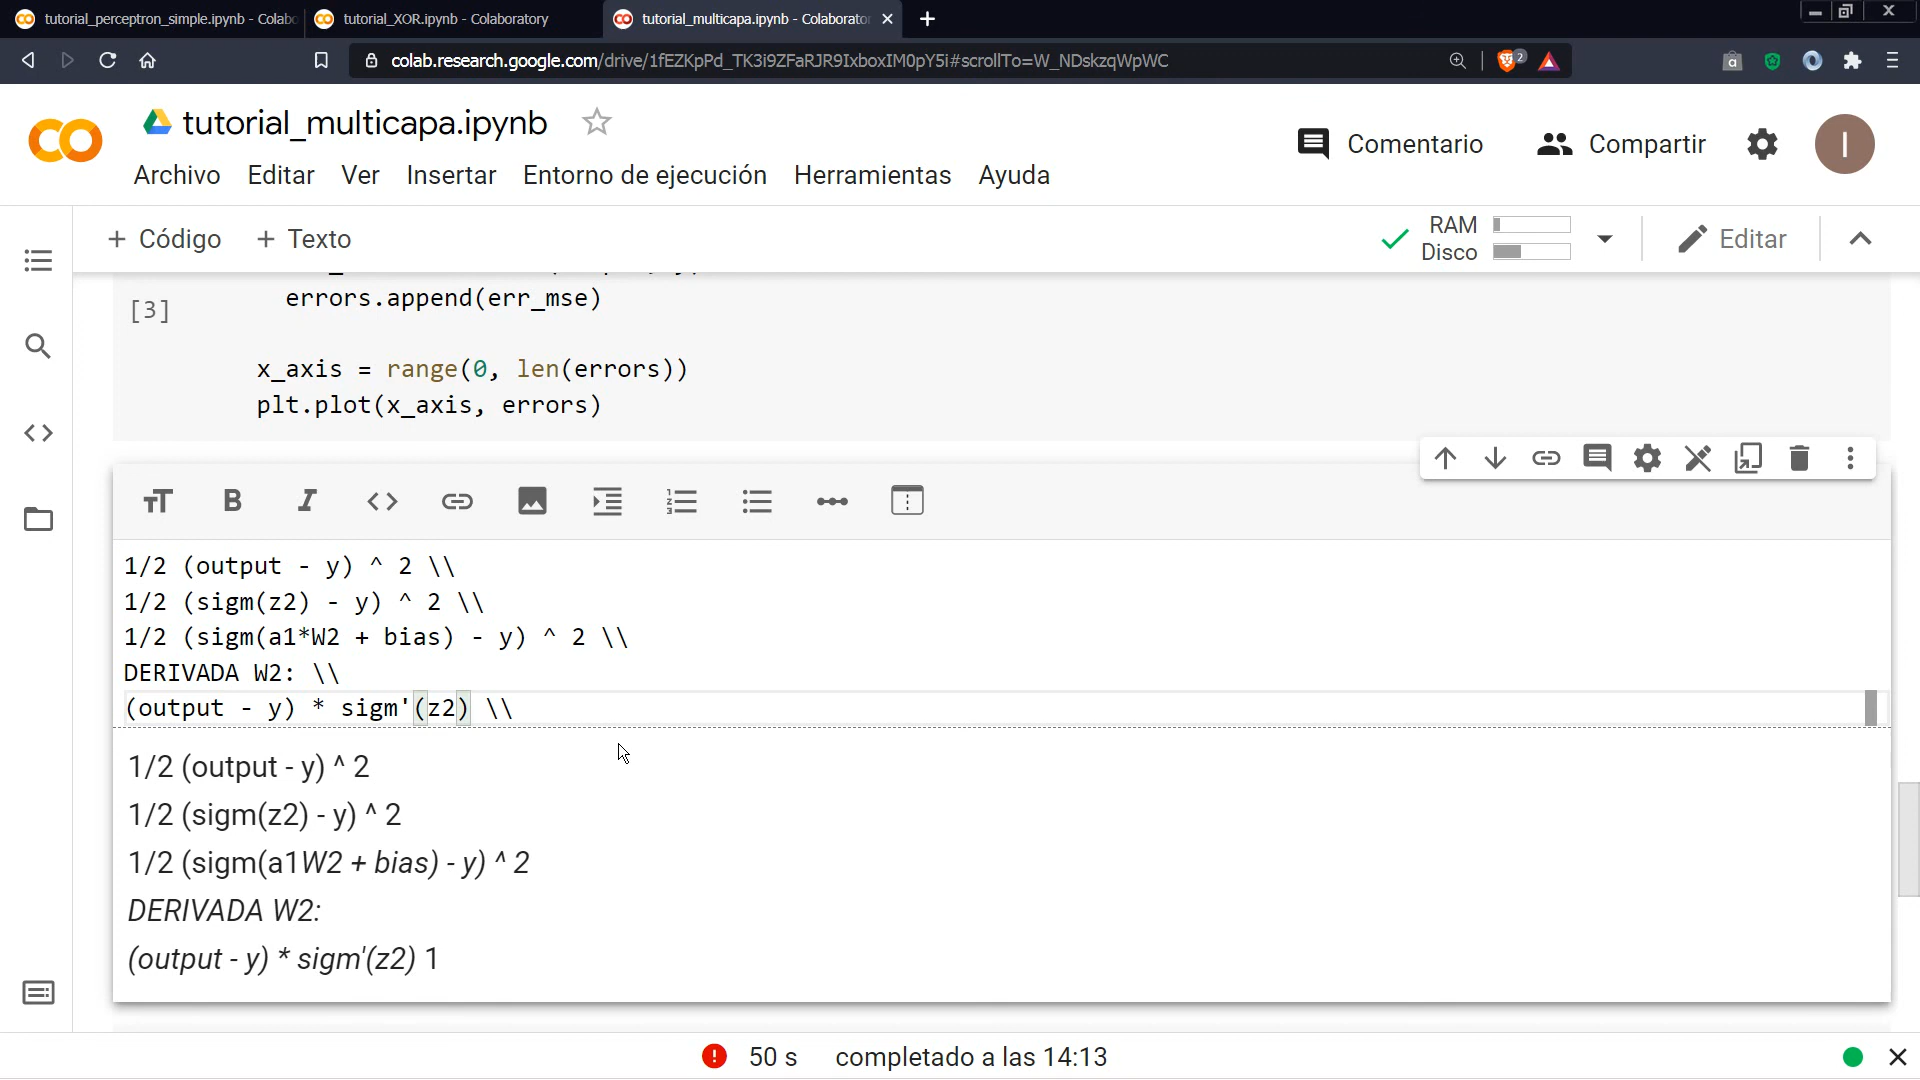 tutorial_perceptron_simple.ipynb - Colabo
tutorial_XOR.ipynb - Colaboratory
tutorial_multicapa.ipynb - Colaborator
colab.research.google.com/drive/1fEZKpPd_TK3i9ZFaRJR9IxboxIM0pY5i#scrollTo=W_NDskzqWpWC
2
a
tutorial_multicapa.ipynb
Comentario
Compartir
I
Archivo Editar Ver Insertar Entorno de ejecución Herramientas Ayuda
+ Código + Texto
RAM
Disco
Editar
[3]
errors.append(err_mse)
x_axis = range(0, len(errors))
plt.plot(x_axis, errors)
1/2 (output - y) ^ 2 \\
1/2 (sigm(z2) - y) ^ 2 \\
1/2 (sigm(a1*W2 + bias) - y) ^ 2 \\
DERIVADA W2: \\
(output - y) * sigm'(z2) \\
1/2 (output - y) ^ 2
1/2 (sigm(z2) - y) ^ 2
1/2 (sigm(a1W2 + bias) - y) ^ 2
DERIVADA W2:
(output - y) * sigm'(z2) 1
50 s completado a las 14:13